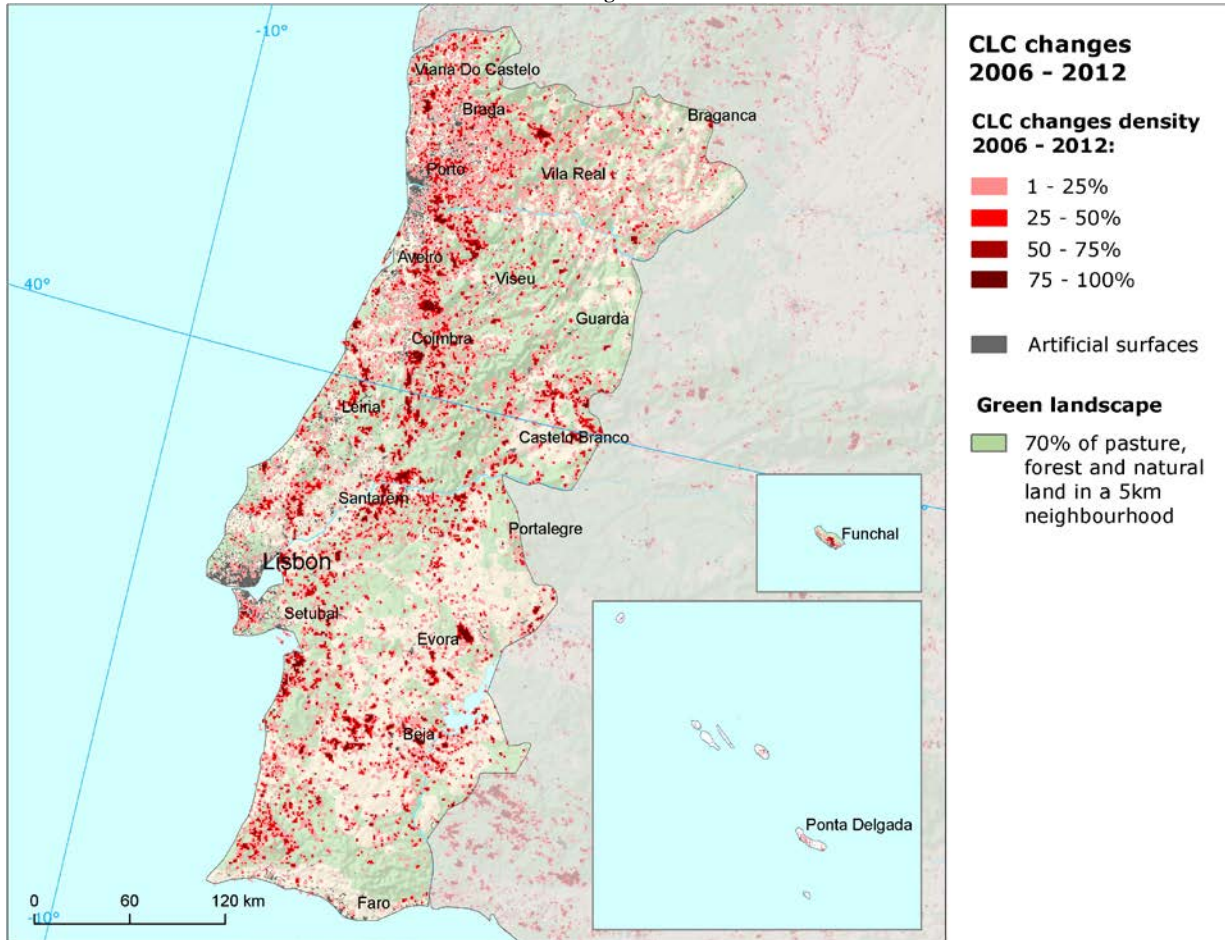 -10°
Viana Do Castelo
Braga
Braganca
Porto
Vila Real
Aveiro
Viseu
40°
Guarda
Coimbra
Leiria
Castelo Branco
Santarem
Portalegre
Funchal
Lisbon
Setubal
Evora
Beja
Ponta Delgada
Faro
0 60 120 km
-10°
CLC changes
2006 - 2012
CLC changes density
2006 - 2012:
1 - 25%
25 - 50%
50 - 75%
75 - 100%
Artificial surfaces
Green landscape
70% of pasture,
forest and natural
land in a 5km
neighbourhood